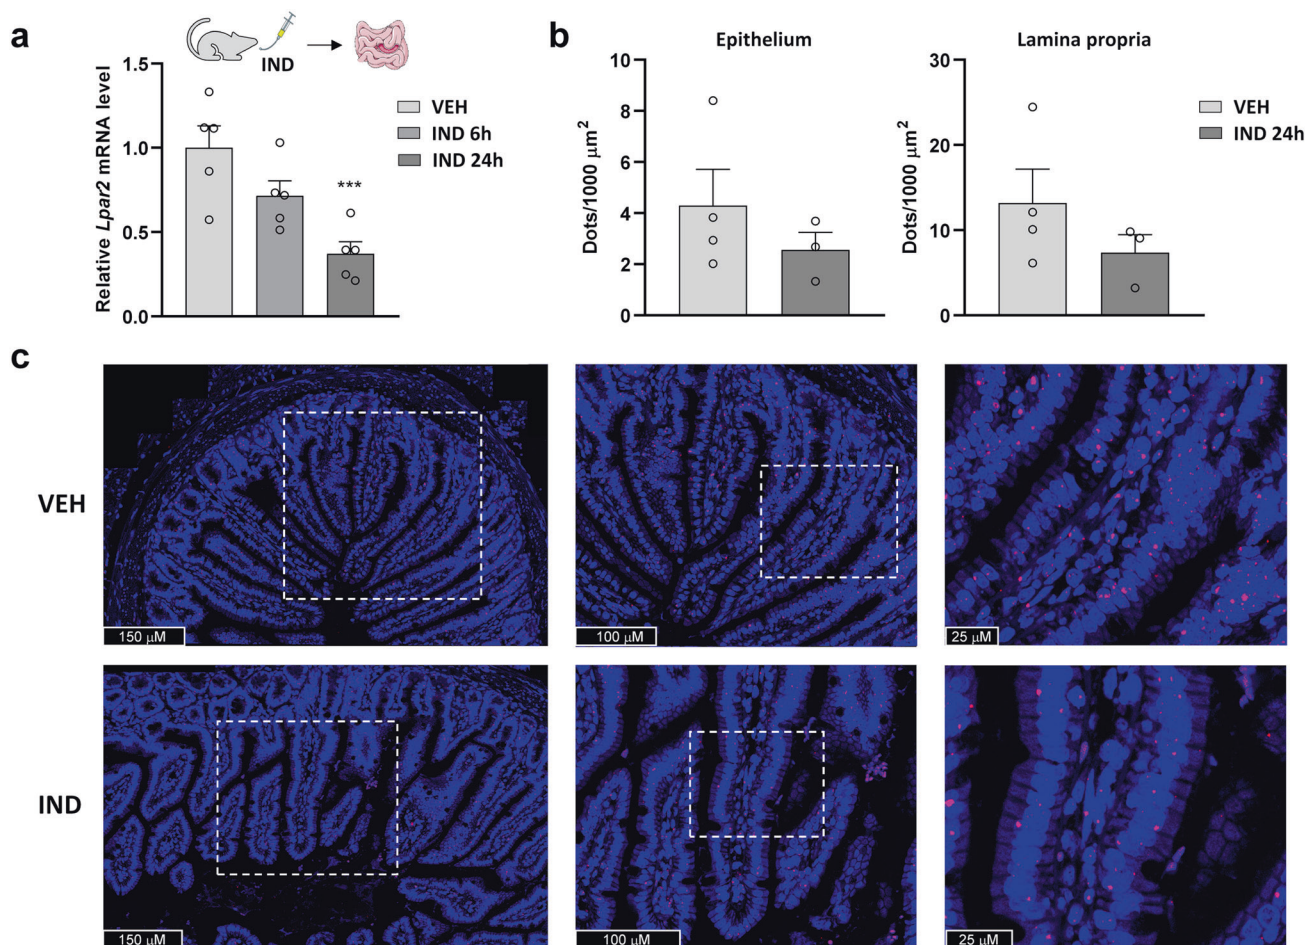 a
IND
Relative Lpar2 mRNA level
1.5
1.0
0.5
0.0
***
VEH
IND 6h
IND 24h
b
Epithelium
Dots/1000 μm²
10
8
6
4
2
0
Lamina propria
Dots/1000 μm²
30
20
10
0
VEH
IND 24h
c
VEH
150 μM
100 μM
25 μM
IND
150 μM
100 μM
25 μM